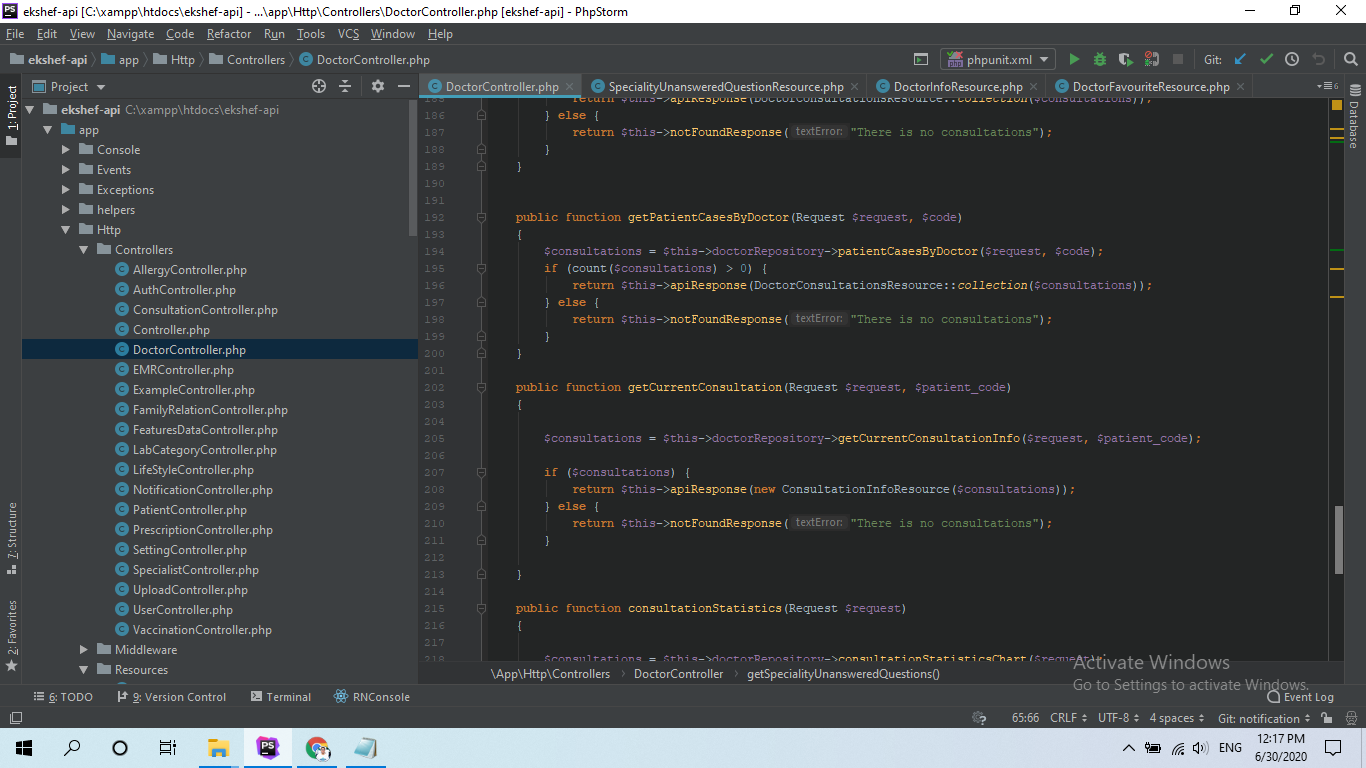 ekshef-api [C:\xampp\htdocs\ekshef-api] - ...\app\Http\Controllers\DoctorController.php [ekshef-api] - PhpStorm
File Edit View Navigate Code Refactor Run Tools VCS Window Help
ekshef-api app Http Controllers DoctorController.php phpunit.xml Git:
Project DoctorController.php SpecialityUnansweredQuestionResource.php DoctorInfoResource.php DoctorFavouriteResource.php 6
1: Project
7: Structure
2: Favorites
Database
ekshef-api C:\xampp\htdocs\ekshef-api
app
Console
Events
Exceptions
helpers
Http
Controllers
AllergyController.php
AuthController.php
ConsultationController.php
Controller.php
DoctorController.php
EMRController.php
ExampleController.php
FamilyRelationController.php
FeaturesDataController.php
LabCategoryController.php
LifeStyleController.php
NotificationController.php
PatientController.php
PrescriptionController.php
SettingController.php
SpecialistController.php
UploadController.php
UserController.php
VaccinationController.php
Middleware
Resources
185 return $this->apiResponse(DoctorConsultationsResource::collection($consultations));
186 } else {
187 return $this->notFoundResponse( textError: "There is no consultations");
188 }
189 }
190
191
192 public function getPatientCasesByDoctor(Request $request, $code)
193 {
194 $consultations = $this->doctorRepository->patientCasesByDoctor($request, $code);
195 if (count($consultations) > 0) {
196 return $this->apiResponse(DoctorConsultationsResource::collection($consultations));
197 } else {
198 return $this->notFoundResponse( textError: "There is no consultations");
199 }
200 }
201
202 public function getCurrentConsultation(Request $request, $patient_code)
203 {
204
205 $consultations = $this->doctorRepository->getCurrentConsultationInfo($request, $patient_code);
206
207 if ($consultations) {
208 return $this->apiResponse(new ConsultationInfoResource($consultations));
209 } else {
210 return $this->notFoundResponse( textError: "There is no consultations");
211 }
212
213 }
214
215 public function consultationStatistics(Request $request)
216 {
217
218 $consultations = $this->doctorRepository->consultationStatisticsChart($request);
\App\Http\Controllers DoctorController getSpecialityUnansweredQuestions()
Activate Windows
Go to Settings to activate Windows.
6: TODO 9: Version Control Terminal RNConsole Event Log
65:66 CRLF UTF-8 4 spaces Git: notification
ENG 12:17 PM
6/30/2020